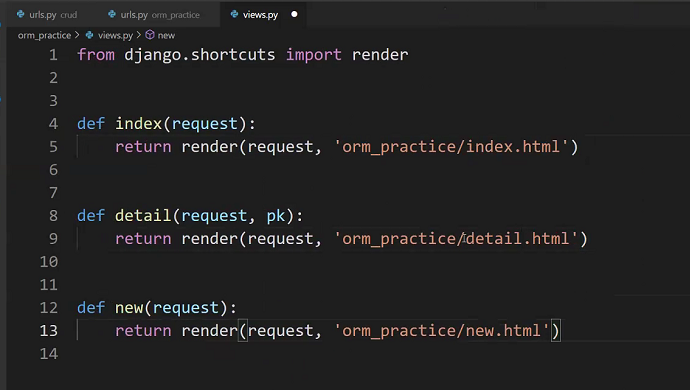 urls.py crud urls.py orm_practice views.py
orm_practice > views.py > new
1 from django.shortcuts import render
2
3
4 def index(request):
5     return render(request, 'orm_practice/index.html')
6
7
8 def detail(request, pk):
9     return render(request, 'orm_practice/detail.html')
10
11
12 def new(request):
13     return render(request, 'orm_practice/new.html')
14